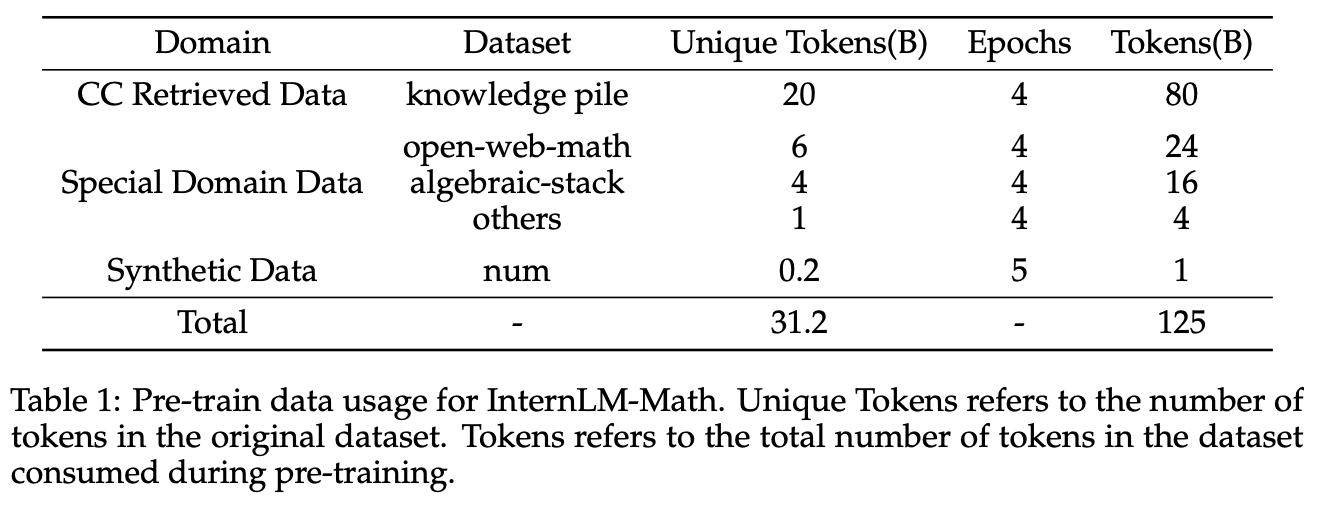 Domain Dataset Unique Tokens(B) Epochs Tokens(B)
CC Retrieved Data knowledge pile 20 4 80
open-web-math 6 4 24
Special Domain Data algebraic-stack 4 4 16
others 1 4 4
Synthetic Data num 0.2 5 1
Total - 31.2 - 125
Table 1: Pre-train data usage for InternLM-Math. Unique Tokens refers to the number of
tokens in the original dataset. Tokens refers to the total number of tokens in the dataset
consumed during pre-training.